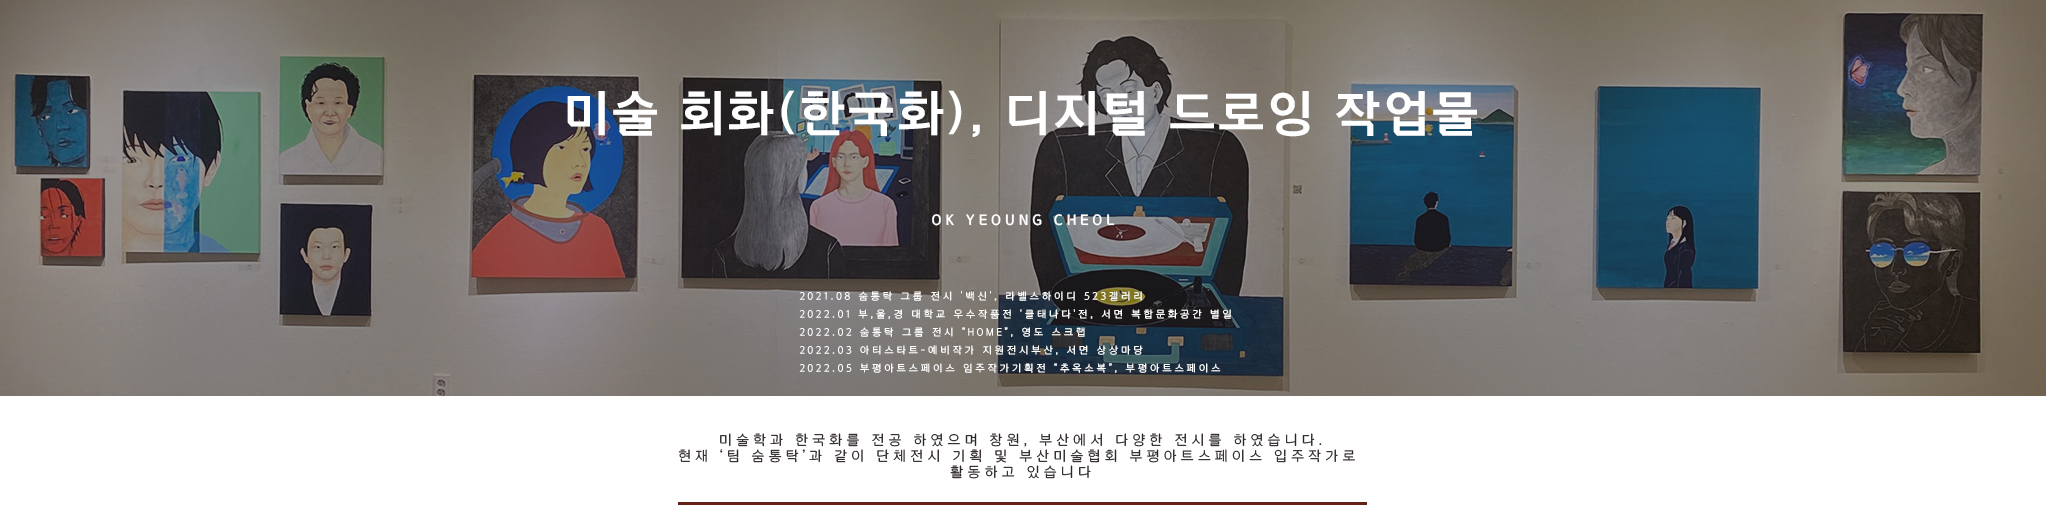 미술 회화(한국화), 디지털 드로잉 작업물
OK YEOUNG CHEOL
2021.08 숨통탁 그룹 전시 '백신', 라벨스하이디 523갤러리
2022.01 부,울,경 대학교 우수작품전 '클태나다'전, 서면 복합문화공간 별일
2022.02 숨통탁 그룹 전시 "HOME", 영도 스크랩
2022.03 아티스타트-예비작가 지원전시부산, 서면 상상마당
2022.05 부평아트스페이스 입주작가기획전 "추옥소복", 부평아트스페이스
미술학과 한국화를 전공 하였으며 창원, 부산에서 다양한 전시를 하였습니다.
현재 ‘팀 숨통탁’과 같이 단체전시 기획 및 부산미술협회 부평아트스페이스 입주작가로
활동하고 있습니다